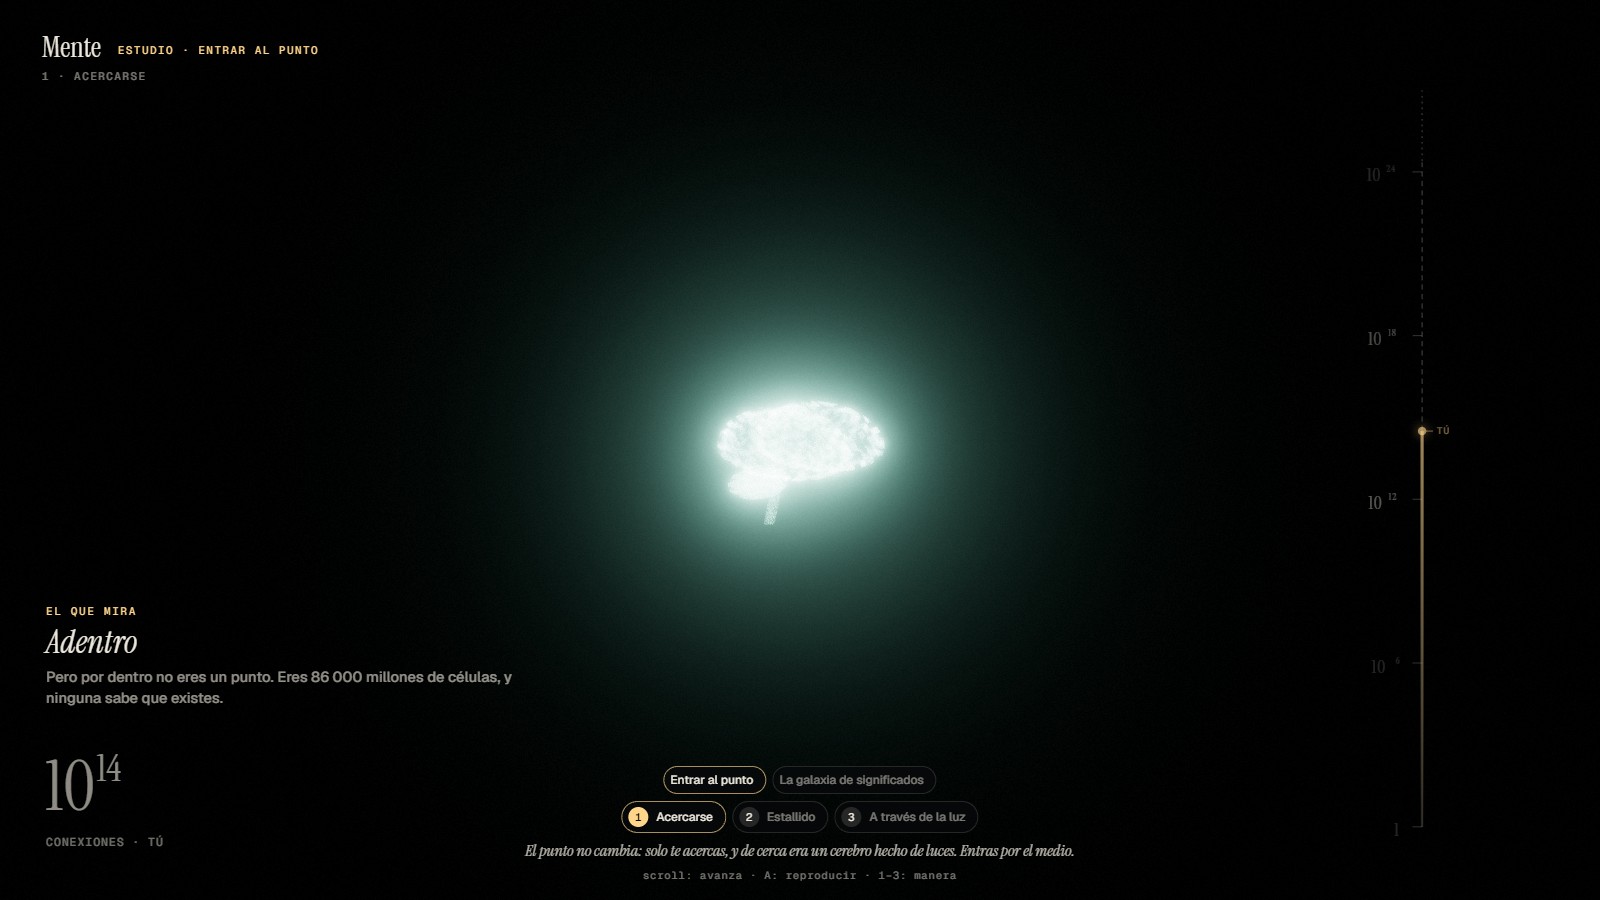 Mente ESTUDIO · ENTRAR AL PUNTO
1 · ACERCARSE
10 24
10 18
TÚ
10 12
10 6
1
EL QUE MIRA
Adentro
Pero por dentro no eres un punto. Eres 86 000 millones de células, y
ninguna sabe que existes.
10 14
CONEXIONES · TÚ
Entrar al punto La galaxia de significados
1 Acercarse 2 Estallido 3 A través de la luz
El punto no cambia: solo te acercas, y de cerca era un cerebro hecho de luces. Entras por el medio.
scroll: avanza · A: reproducir · 1–3: manera